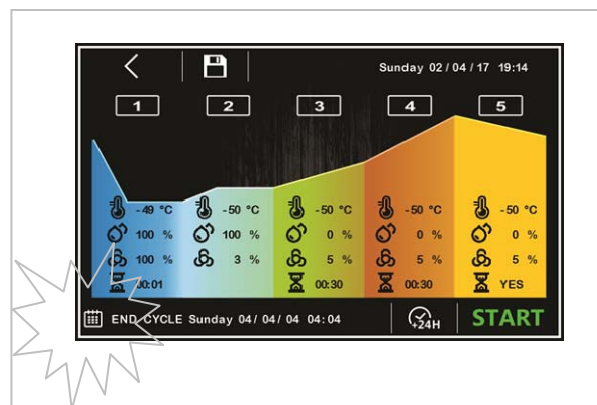 Sunday 02 / 04 / 17 19:14
1 2 3 4 5
-49 °C -50 °C -50 °C -50 °C -50 °C
100 % 100 % 0 % 0 % 0 %
100 % 3 % 5 % 5 % 5 %
00:01 00:30 00:30 YES
END CYCLE Sunday 04 / 04 / 04 04:04 +24H START